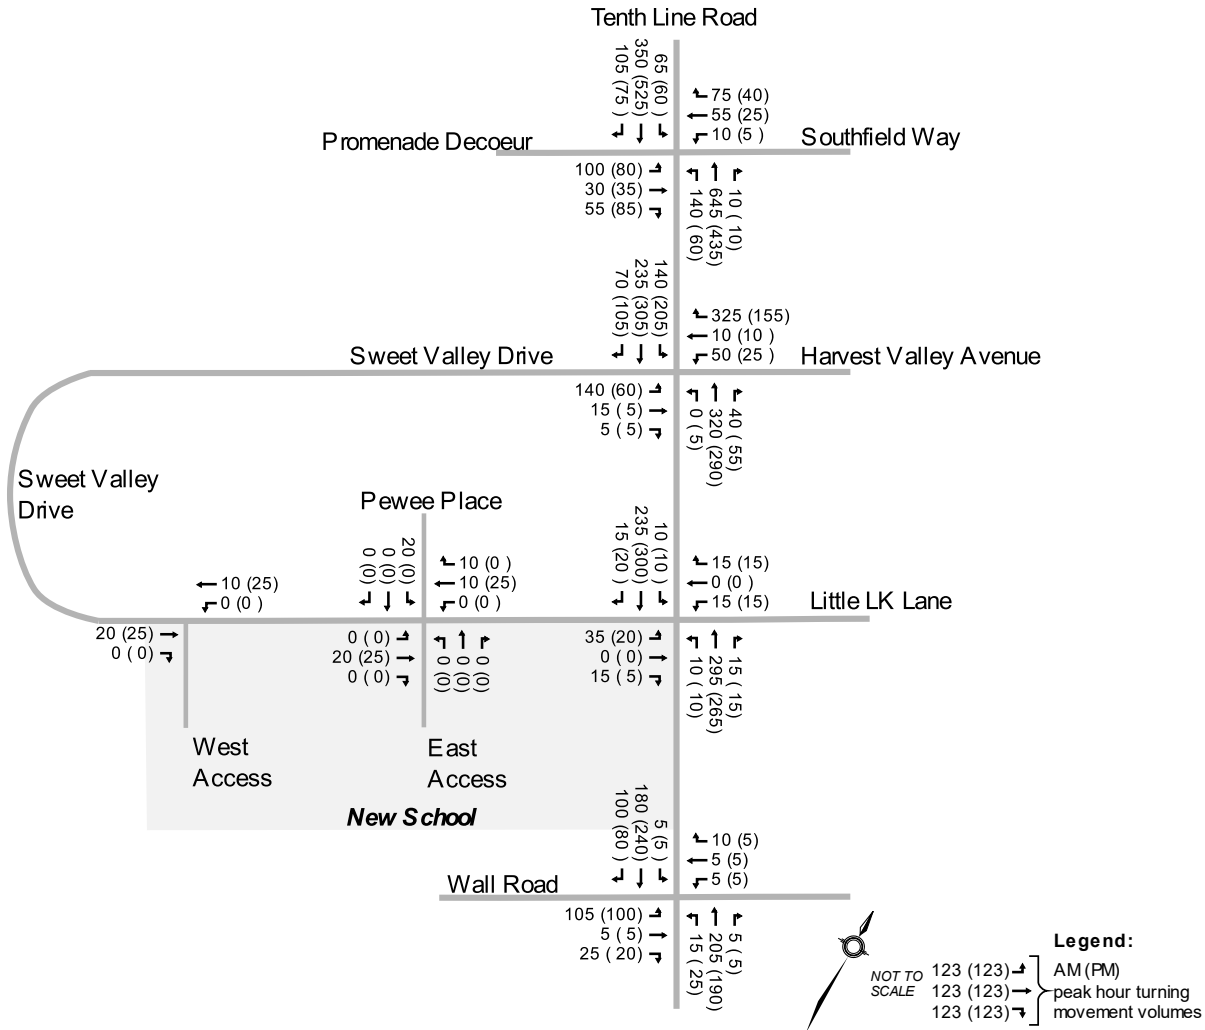 Tenth Line Road
105 (75 )
350 (525)
65 (60 )
75 (40)
55 (25)
10 (5 )
Promenade Decoeur
Southfield Way
100 (80)
30 (35)
55 (85)
140 ( 60)
645 (435)
10 ( 10)
70 (105)
235 (305)
140 (205)
325 (155)
10 (10 )
50 (25 )
Sweet Valley Drive
Harvest Valley Avenue
140 (60)
15 ( 5)
5 ( 5)
0 ( 5)
320 (290)
40 ( 55)
Sweet Valley
Drive
Pewee Place
0 (0)
0 (0)
20 (0)
10 (0 )
10 (25)
0 (0 )
15 (20 )
235 (300)
10 (10 )
15 (15)
0 (0 )
15 (15)
10 (25)
0 (0 )
Little LK Lane
20 (25)
0 (0)
0 ( 0)
20 (25)
0 ( 0)
0 (0)
0 (0)
0 (0)
35 (20)
0 ( 0)
15 ( 5)
10 ( 10)
295 (265)
15 ( 15)
West
Access
East
Access
New School
100 (80 )
180 (240)
5 (5 )
10 (5)
5 (5)
5 (5)
Wall Road
105 (100)
5 ( 5)
25 ( 20)
15 ( 25)
205 (190)
5 ( 5)
Legend:
NOT TO
SCALE
123 (123)
123 (123)
123 (123)
AM (PM)
peak hour turning
movement volumes